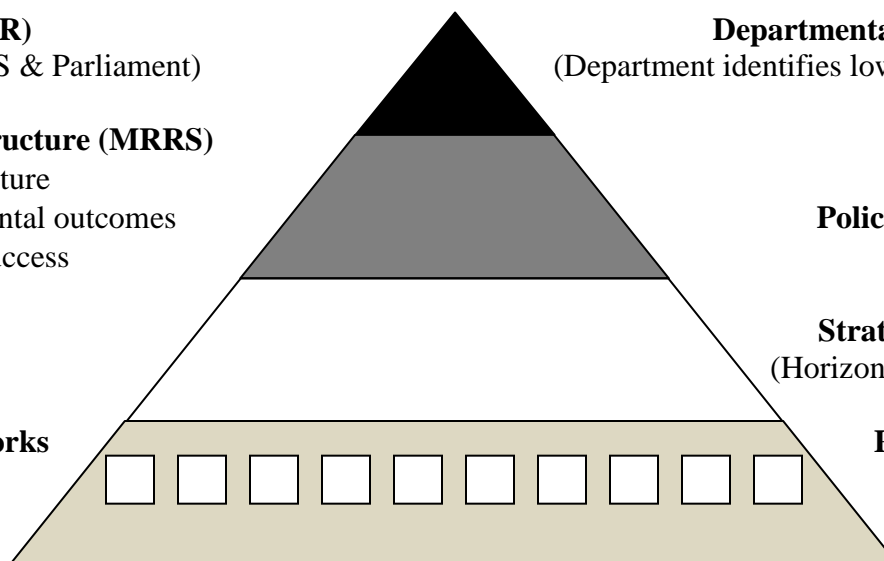 R)
S & Parliament)
ructure (MRRS)
ture
ntal outcomes
ccess
orks
Departmenta
(Department identifies lov
Polic
Strat
(Horizon